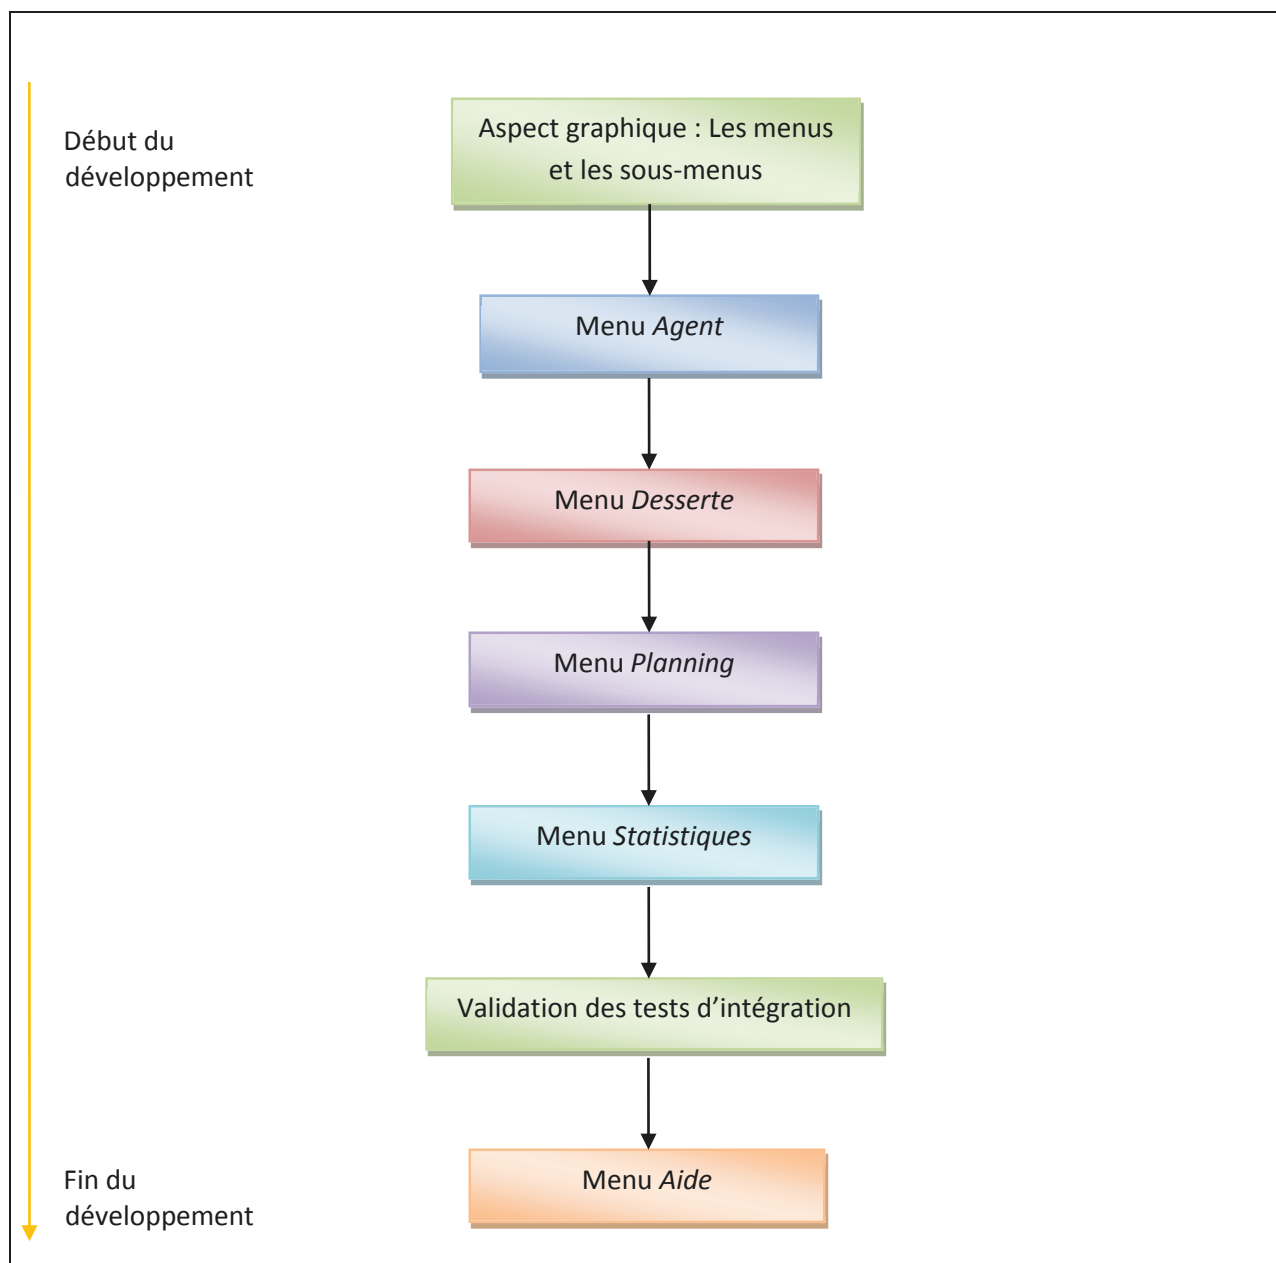 Début du
développement
Aspect graphique : Les menus
et les sous-menus
Menu Agent
Menu Desserte
Menu Planning
Menu Statistiques
Validation des tests d’intégration
Menu Aide
Fin du
développement